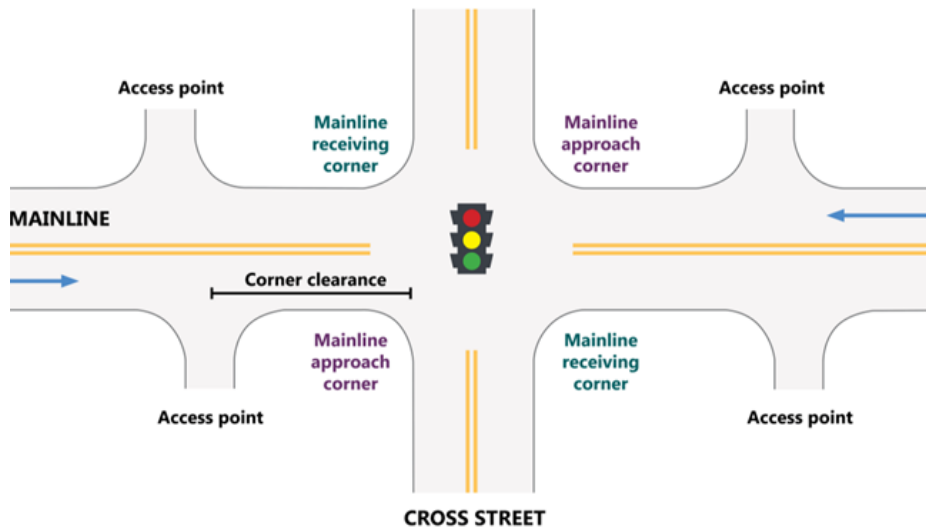 Access point
Access point
Mainline
receiving
corner
Mainline
approach
corner
MAINLINE
Corner clearance
Mainline
approach
corner
Mainline
receiving
corner
Access point
Access point
CROSS STREET